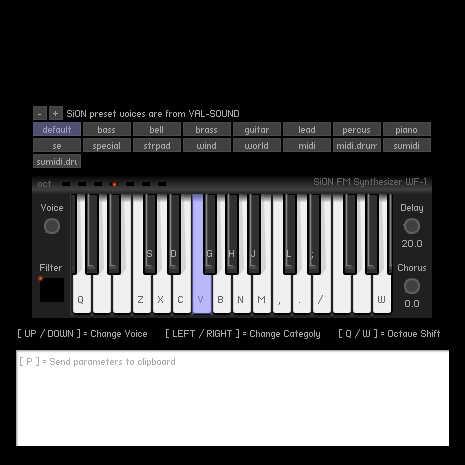 - + SiON preset voices are from VAL-SOUND
default bass bell brass guitar lead percus piano
se special strpad wind world midi midi.drum sumidi
sumidi.dru
oct. SiON FM Synthesizer WF-1
Voice Delay
20.0
S D G H J L ;
Filter Chorus
Q Z X C V B N M , . / W
0.0
[ UP / DOWN ] = Change Voice [ LEFT / RIGHT ] = Change Categoly [ Q / W ] = Octave Shift
[ P ] = Send parameters to clipboard